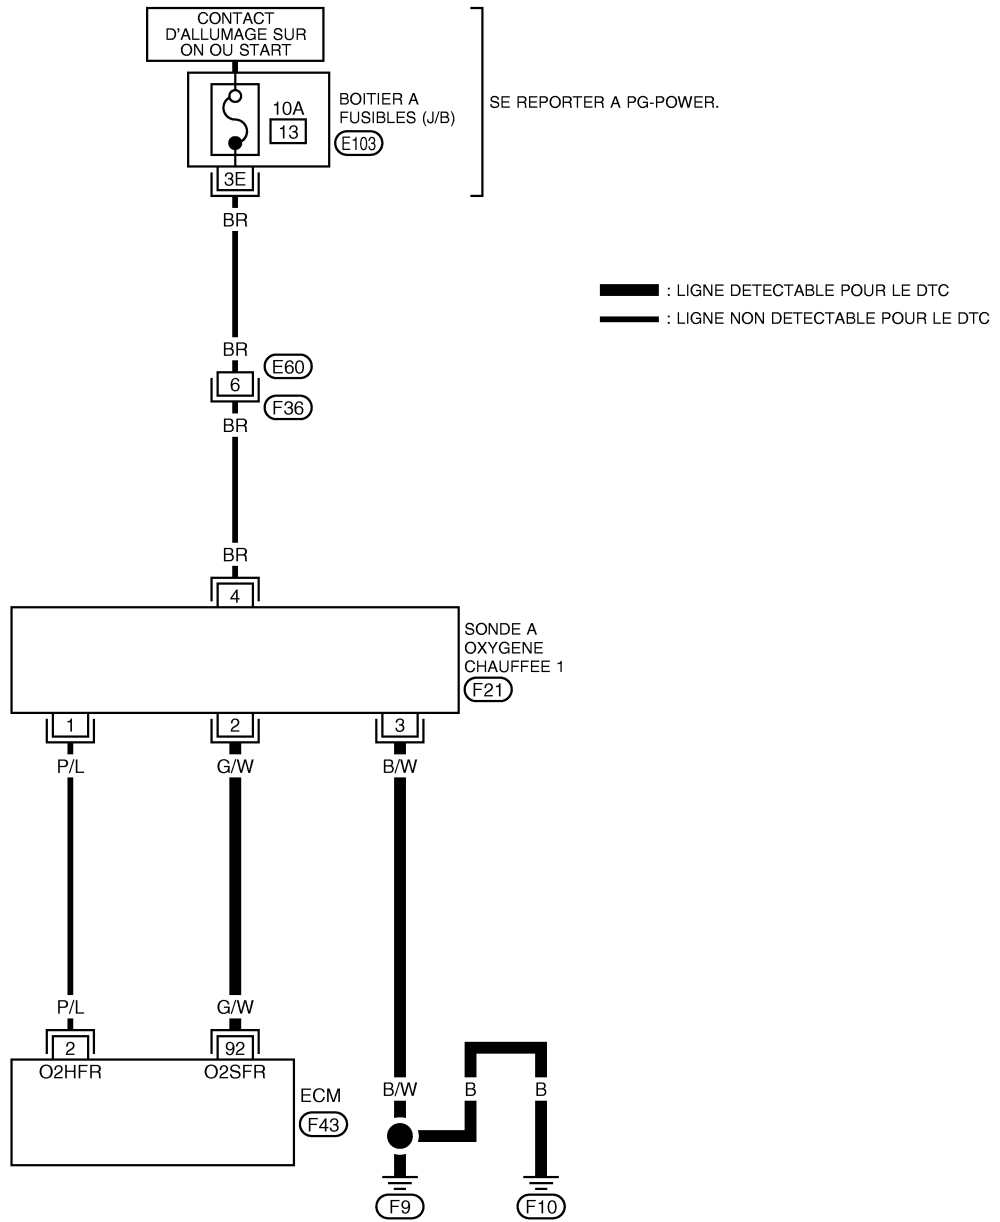 CONTACT
D'ALLUMAGE SUR
ON OU START
10A
13
BOITIER A
FUSIBLES (J/B)
E103
SE REPORTER A PG-POWER.
3E
BR
: LIGNE DETECTABLE POUR LE DTC
: LIGNE NON DETECTABLE POUR LE DTC
BR
E60
6
F36
BR
BR
4
SONDE A
OXYGENE
CHAUFFEE 1
F21
1
2
3
P/L
G/W
B/W
P/L
G/W
2
92
O2HFR
O2SFR
ECM
F43
B/W
B
B
F9
F10